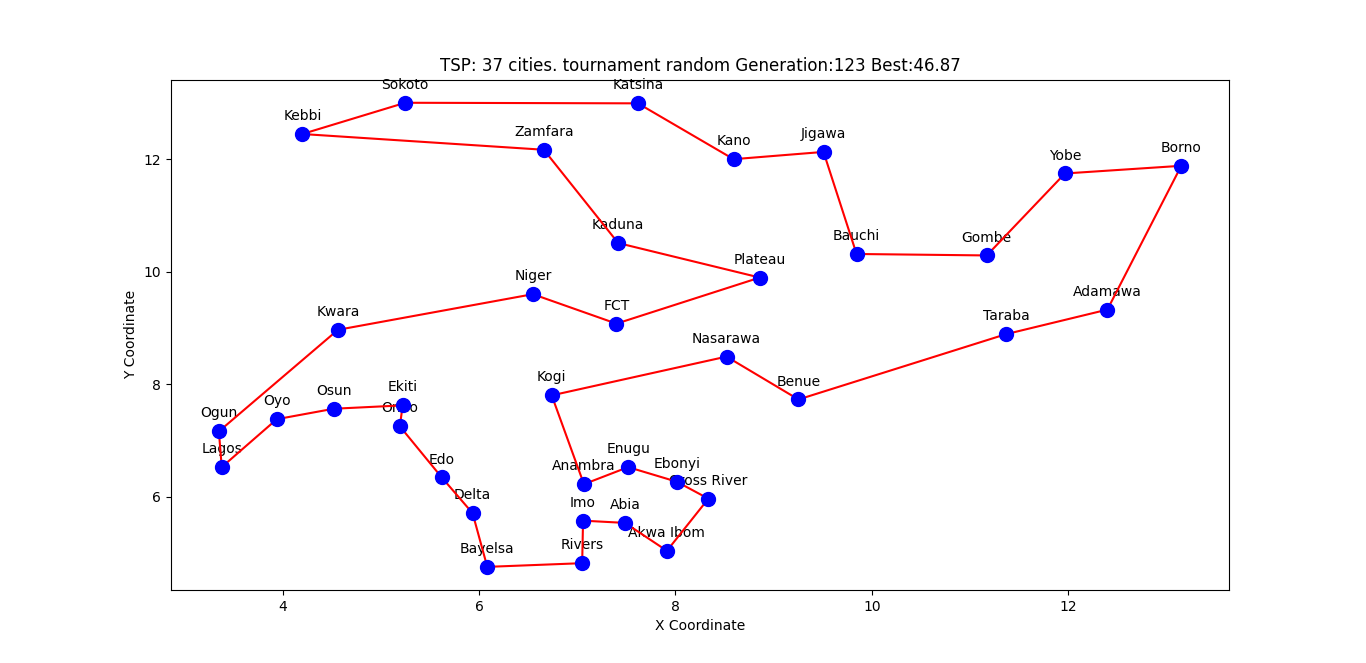 TSP: 37 cities. tournament random Generation:123 Best:46.87
Sokoto
Katsina
Kebbi
Zamfara
Kano
Jigawa
Yobe
Borno
Kaduna
Bauchi
Gombe
Plateau
Niger
FCT
Adamawa
Kwara
Taraba
Nasarawa
Kogi
Benue
Ekiti
Osun
Oyo
Ogun
Lagos
Edo
Enugu
Anambra
Ebonyi
Delta
Imo
Abia
Akwa Ibom
Bayelsa
Rivers
River
12
10
8
6
4
6
8
10
12
Y Coordinate
X Coordinate